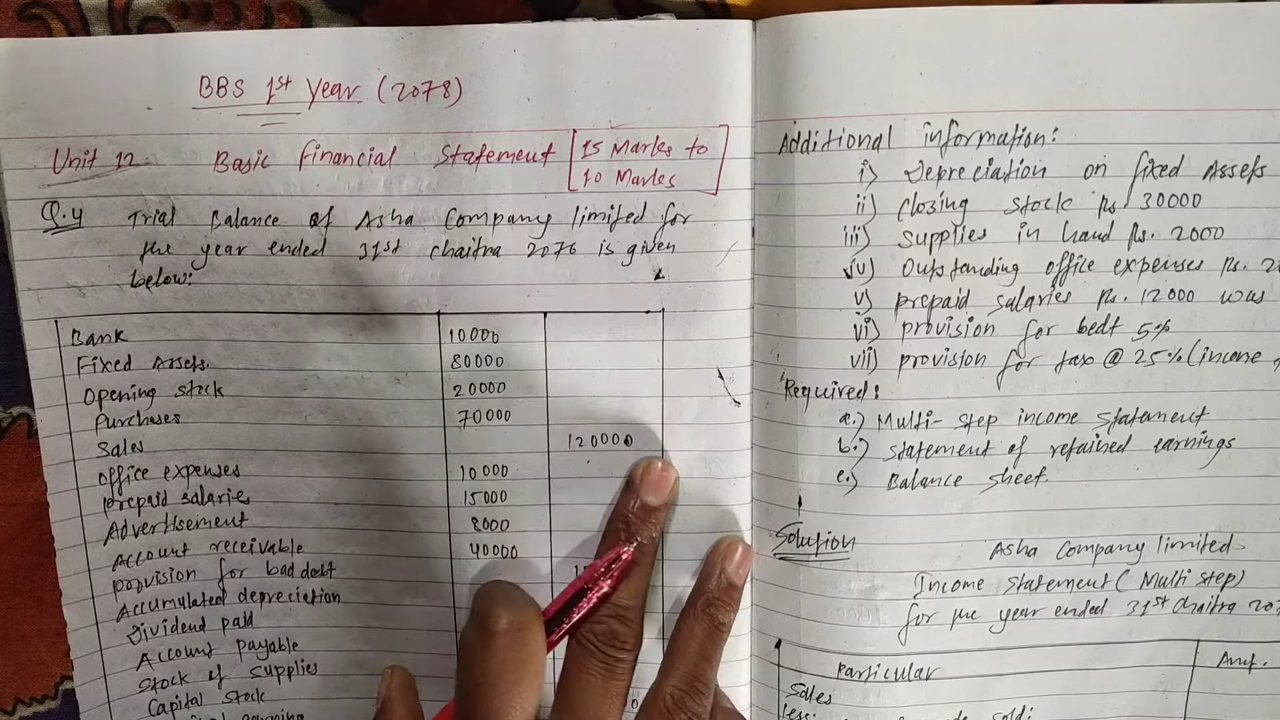 BBS 1st Year (2078)
Unit 12 Basic Financial Statement [15 Marks to
10 Marks]
Q.4 Trial Balance of Asha Company limited for
the year ended 31st chaitra 2076 is given
below:
Bank 10000
Fixed Assets. 80000
Opening stock 20000
Purchases 70000
Sales 120000
Office expenses 10000
Prepaid salaries 15000
Advertisement 8000
Account receivable 40000
provision for bad debt
Accumulated depreciation
Dividend paid
Account payable
Stock of supplies
Capital stock
Additional information:
i) Depreciation on fixed Assets
ii) Closing stock Rs. 30000
iii) Supplies in hand Rs. 2000
iv) Outstanding office expenses Rs.
v) prepaid salaries Rs. 12000 was
vi) provision for bedt 5%
vii) provision for tax @ 25% (income
Required:
a.) Multi-step income statement
b.) statement of retained earnings
c.) Balance sheet.
Solution
Asha Company limited
Income statement (Multi step)
for the year ended 31st Chaitra
Particular Amt.
Sales
Less: